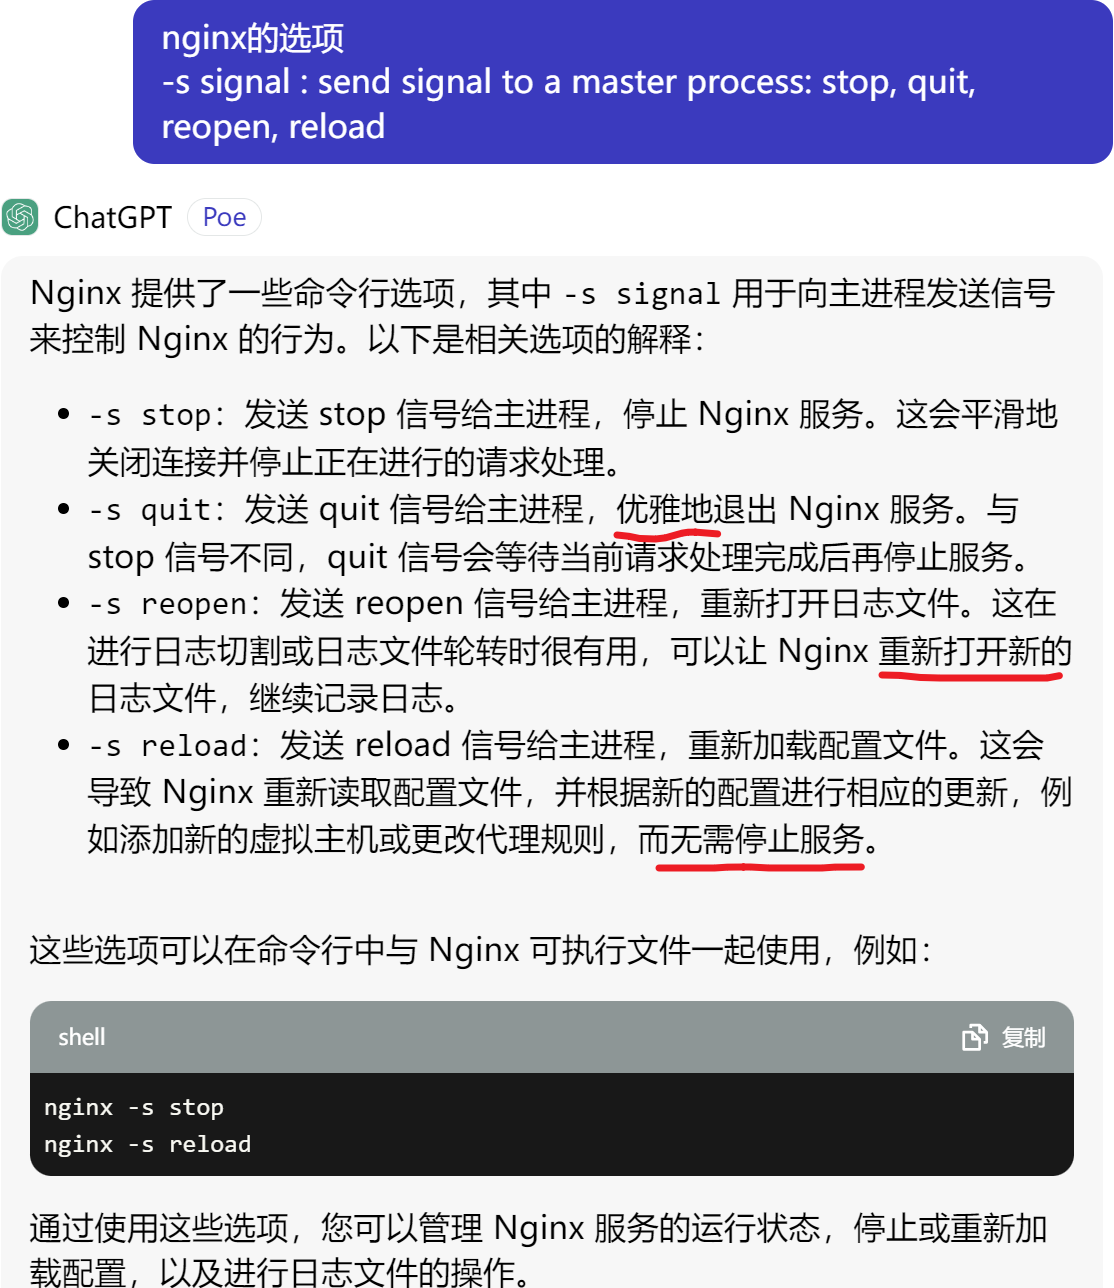 nginx的选项
-s signal : send signal to a master process: stop, quit,
reopen, reload
ChatGPT Poe
Nginx 提供了一些命令行选项，其中 -s signal 用于向主进程发送信号
来控制 Nginx 的行为。以下是相关选项的解释：
-s stop：发送 stop 信号给主进程，停止 Nginx 服务。这会平滑地
关闭连接并停止正在进行的请求处理。
-s quit：发送 quit 信号给主进程，优雅地退出 Nginx 服务。与
stop 信号不同，quit 信号会等待当前请求处理完成后再停止服务。
-s reopen：发送 reopen 信号给主进程，重新打开日志文件。这在
进行日志切割或日志文件轮转时很有用，可以让 Nginx 重新打开新的
日志文件，继续记录日志。
-s reload：发送 reload 信号给主进程，重新加载配置文件。这会
导致 Nginx 重新读取配置文件，并根据新的配置进行相应的更新，例
如添加新的虚拟主机或更改代理规则，而无需停止服务。
这些选项可以在命令行中与 Nginx 可执行文件一起使用，例如：
shell 复制
nginx -s stop
nginx -s reload
通过使用这些选项，您可以管理 Nginx 服务的运行状态，停止或重新加
载配置，以及进行日志文件的操作。